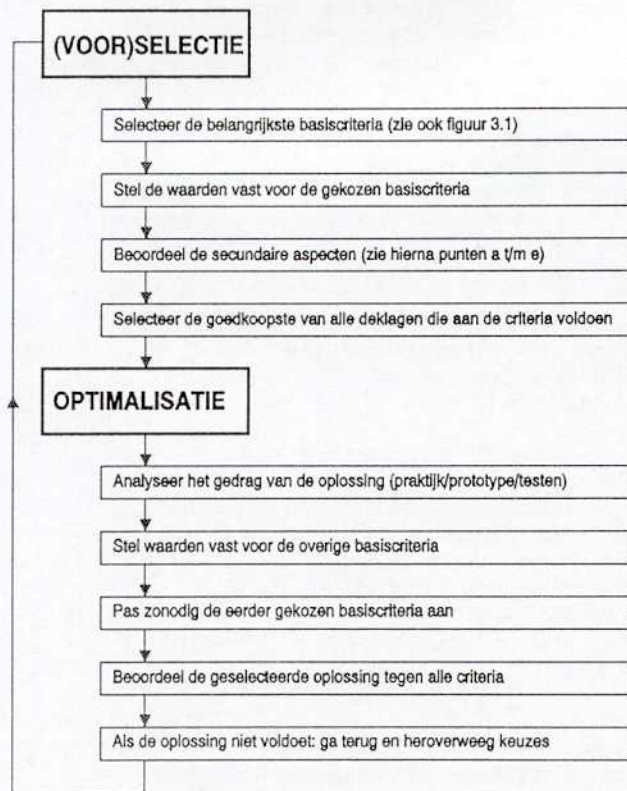 (VOOR)SELECTIE
Selecteer de belangrijkste basiscriteria (zie ook figuur 3.1)
Stel de waarden vast voor de gekozen basiscriteria
Beoordeel de secundaire aspecten (zie hierna punten a t/m e)
Selecteer de goedkoopste van alle deklagen die aan de criteria voldoen
OPTIMALISATIE
Analyseer het gedrag van de oplossing (praktijk/prototype/testen)
Stel waarden vast voor de overige basiscriteria
Pas zonodig de eerder gekozen basiscriteria aan
Beoordeel de geselecteerde oplossing tegen alle criteria
Als de oplossing niet voldoet: ga terug en heroverweeg keuzes